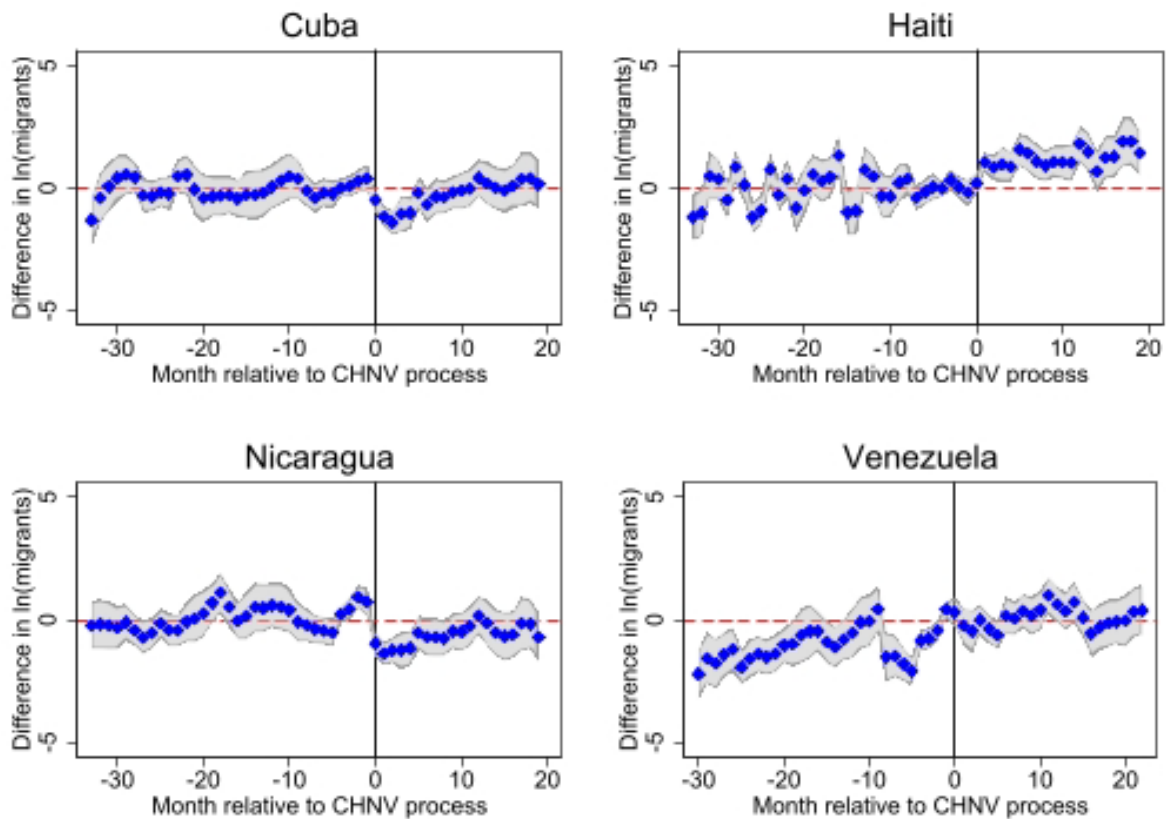 Cuba
Difference in ln(migrants)
5
0
-5
-30 -20 -10 0 10 20
Month relative to CHNV process
Haiti
Difference in ln(migrants)
5
0
-5
-30 -20 -10 0 10 20
Month relative to CHNV process
Nicaragua
Difference in ln(migrants)
5
0
-5
-30 -20 -10 0 10 20
Month relative to CHNV process
Venezuela
Difference in ln(migrants)
5
0
-5
-30 -20 -10 0 10 20
Month relative to CHNV process